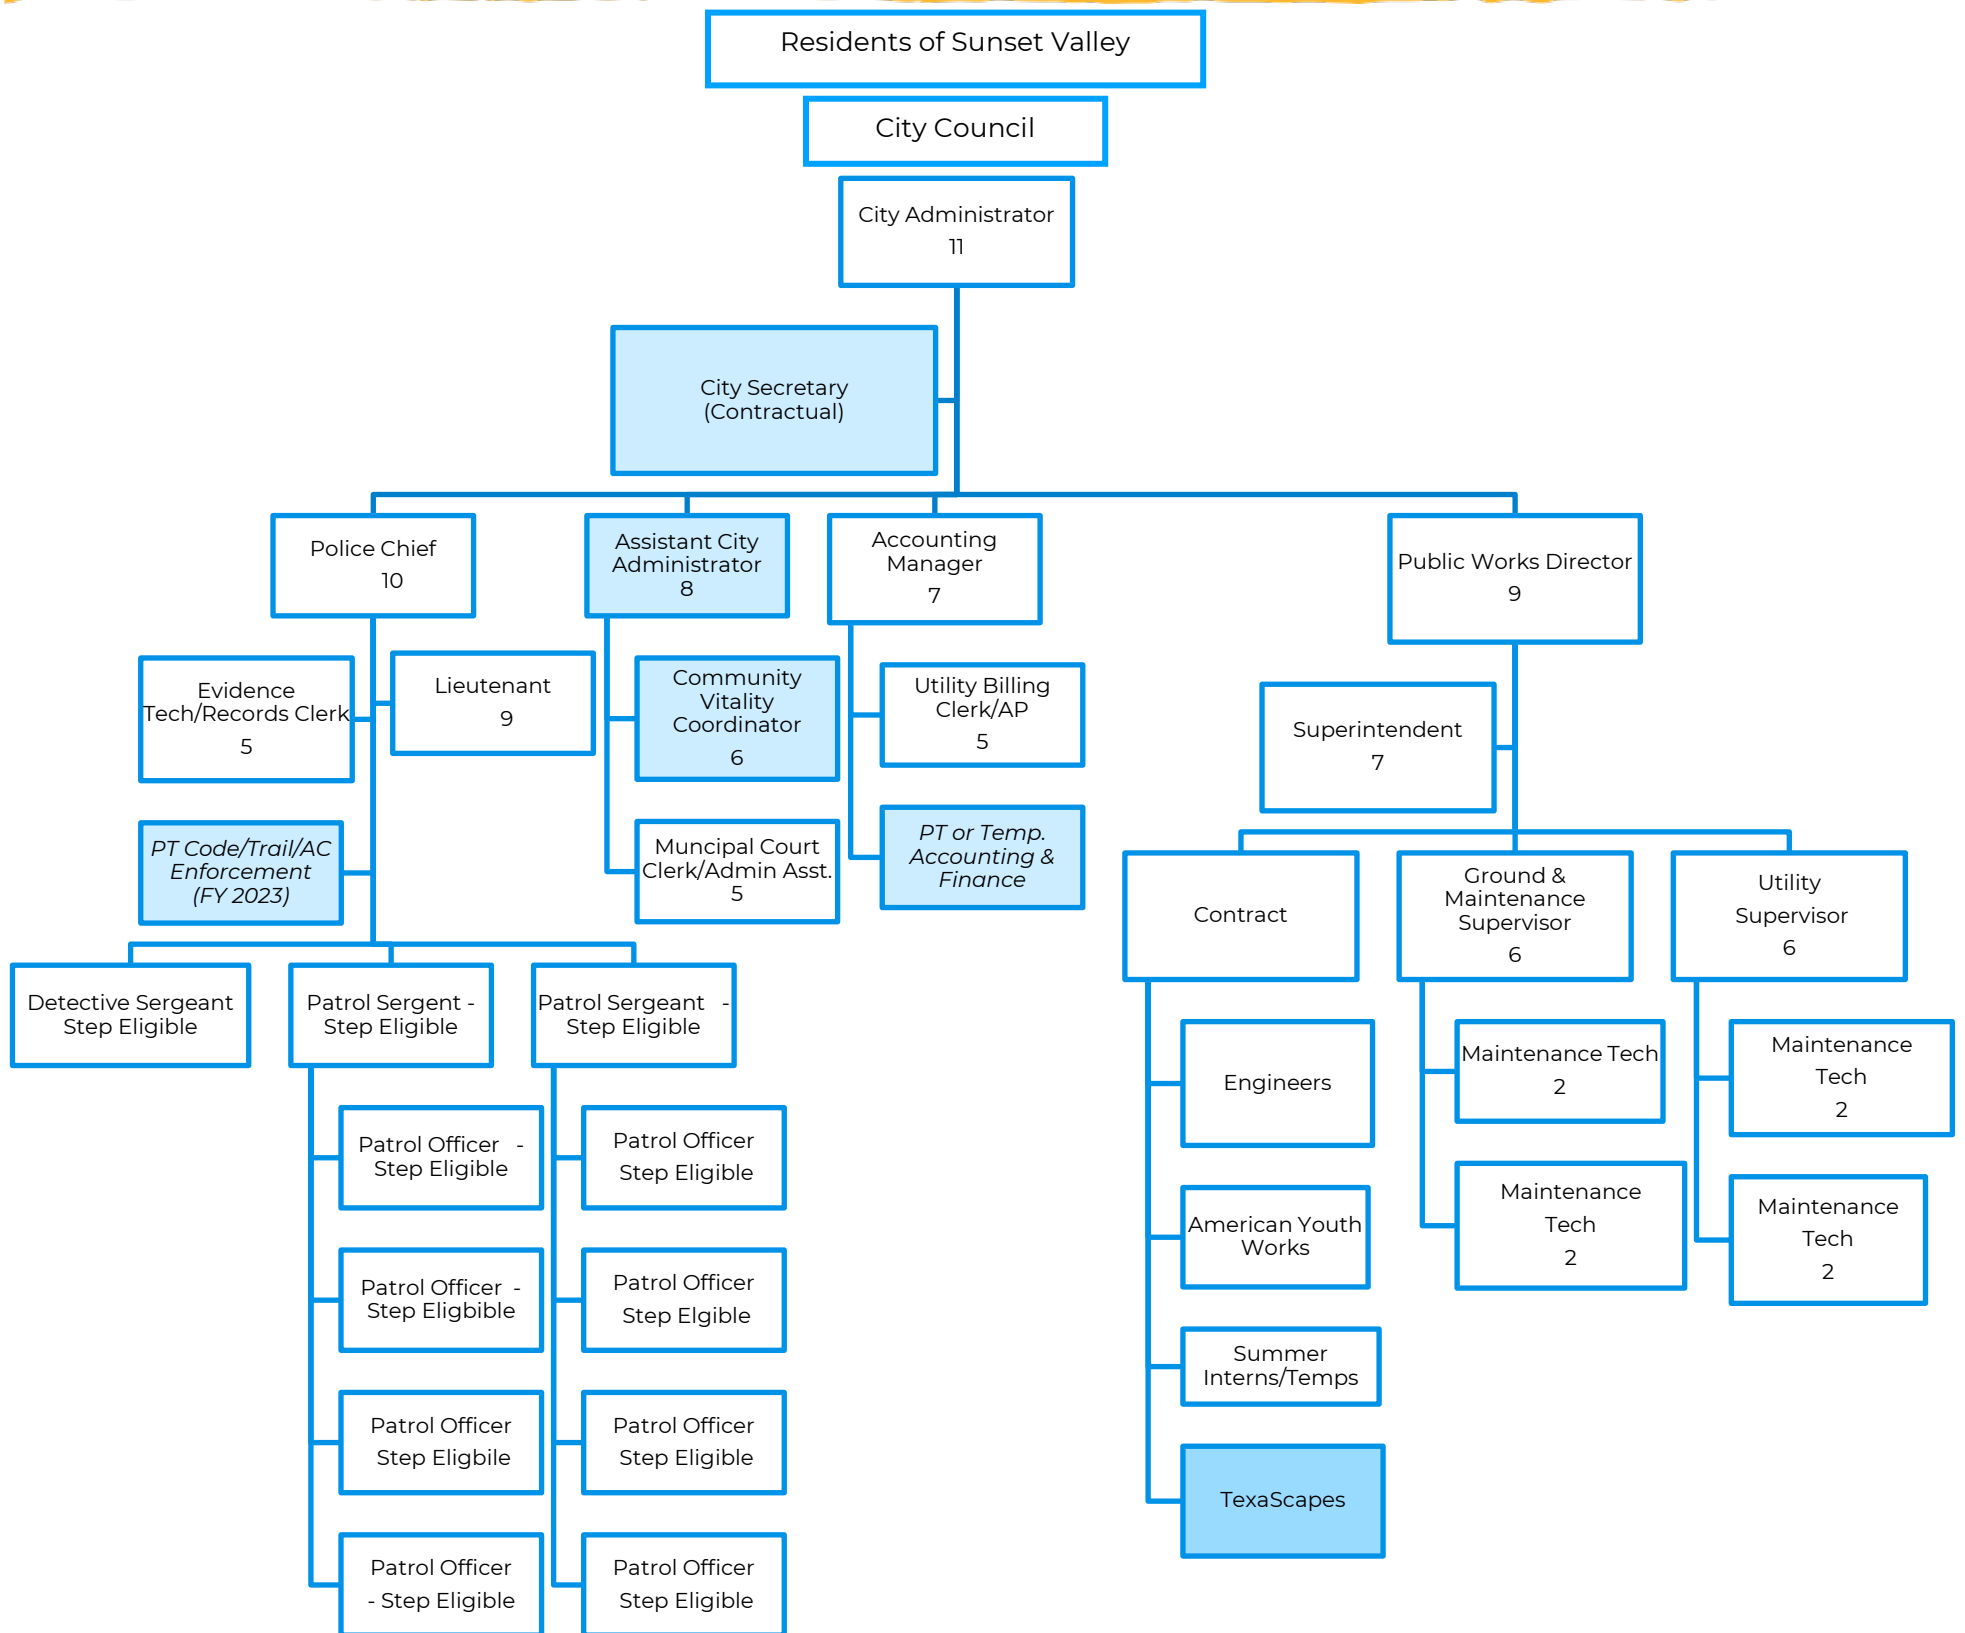 Residents of Sunset Valley
City Council
City Administrator
11
City Secretary
(Contractual)
Police Chief
10
Assistant City
Administrator
8
Accounting
Manager
7
Public Works Director
9
Evidence
Tech/Records Clerk
5
Lieutenant
9
Community
Vitality
Coordinator
6
Utility Billing
Clerk/AP
5
Superintendent
7
PT Code/Trail/AC
Enforcement
(FY 2023)
Muncipal Court
Clerk/Admin Asst.
5
PT or Temp.
Accounting &
Finance
Contract
Ground &
Maintenance
Supervisor
6
Utility
Supervisor
6
Detective Sergeant
Step Eligible
Patrol Sergent -
Step Eligible
Patrol Sergeant -
Step Eligible
Patrol Officer -
Step Eligible
Patrol Officer -
Step Eligbible
Patrol Officer
Step Eligbile
Patrol Officer
- Step Eligible
Patrol Officer
Step Eligible
Patrol Officer
Step Elgible
Patrol Officer
Step Eligible
Patrol Officer
Step Eligible
Engineers
American Youth
Works
Summer
Interns/Temps
TexaScapes
Maintenance Tech
2
Maintenance
Tech
2
Maintenance
Tech
2
Maintenance
Tech
2